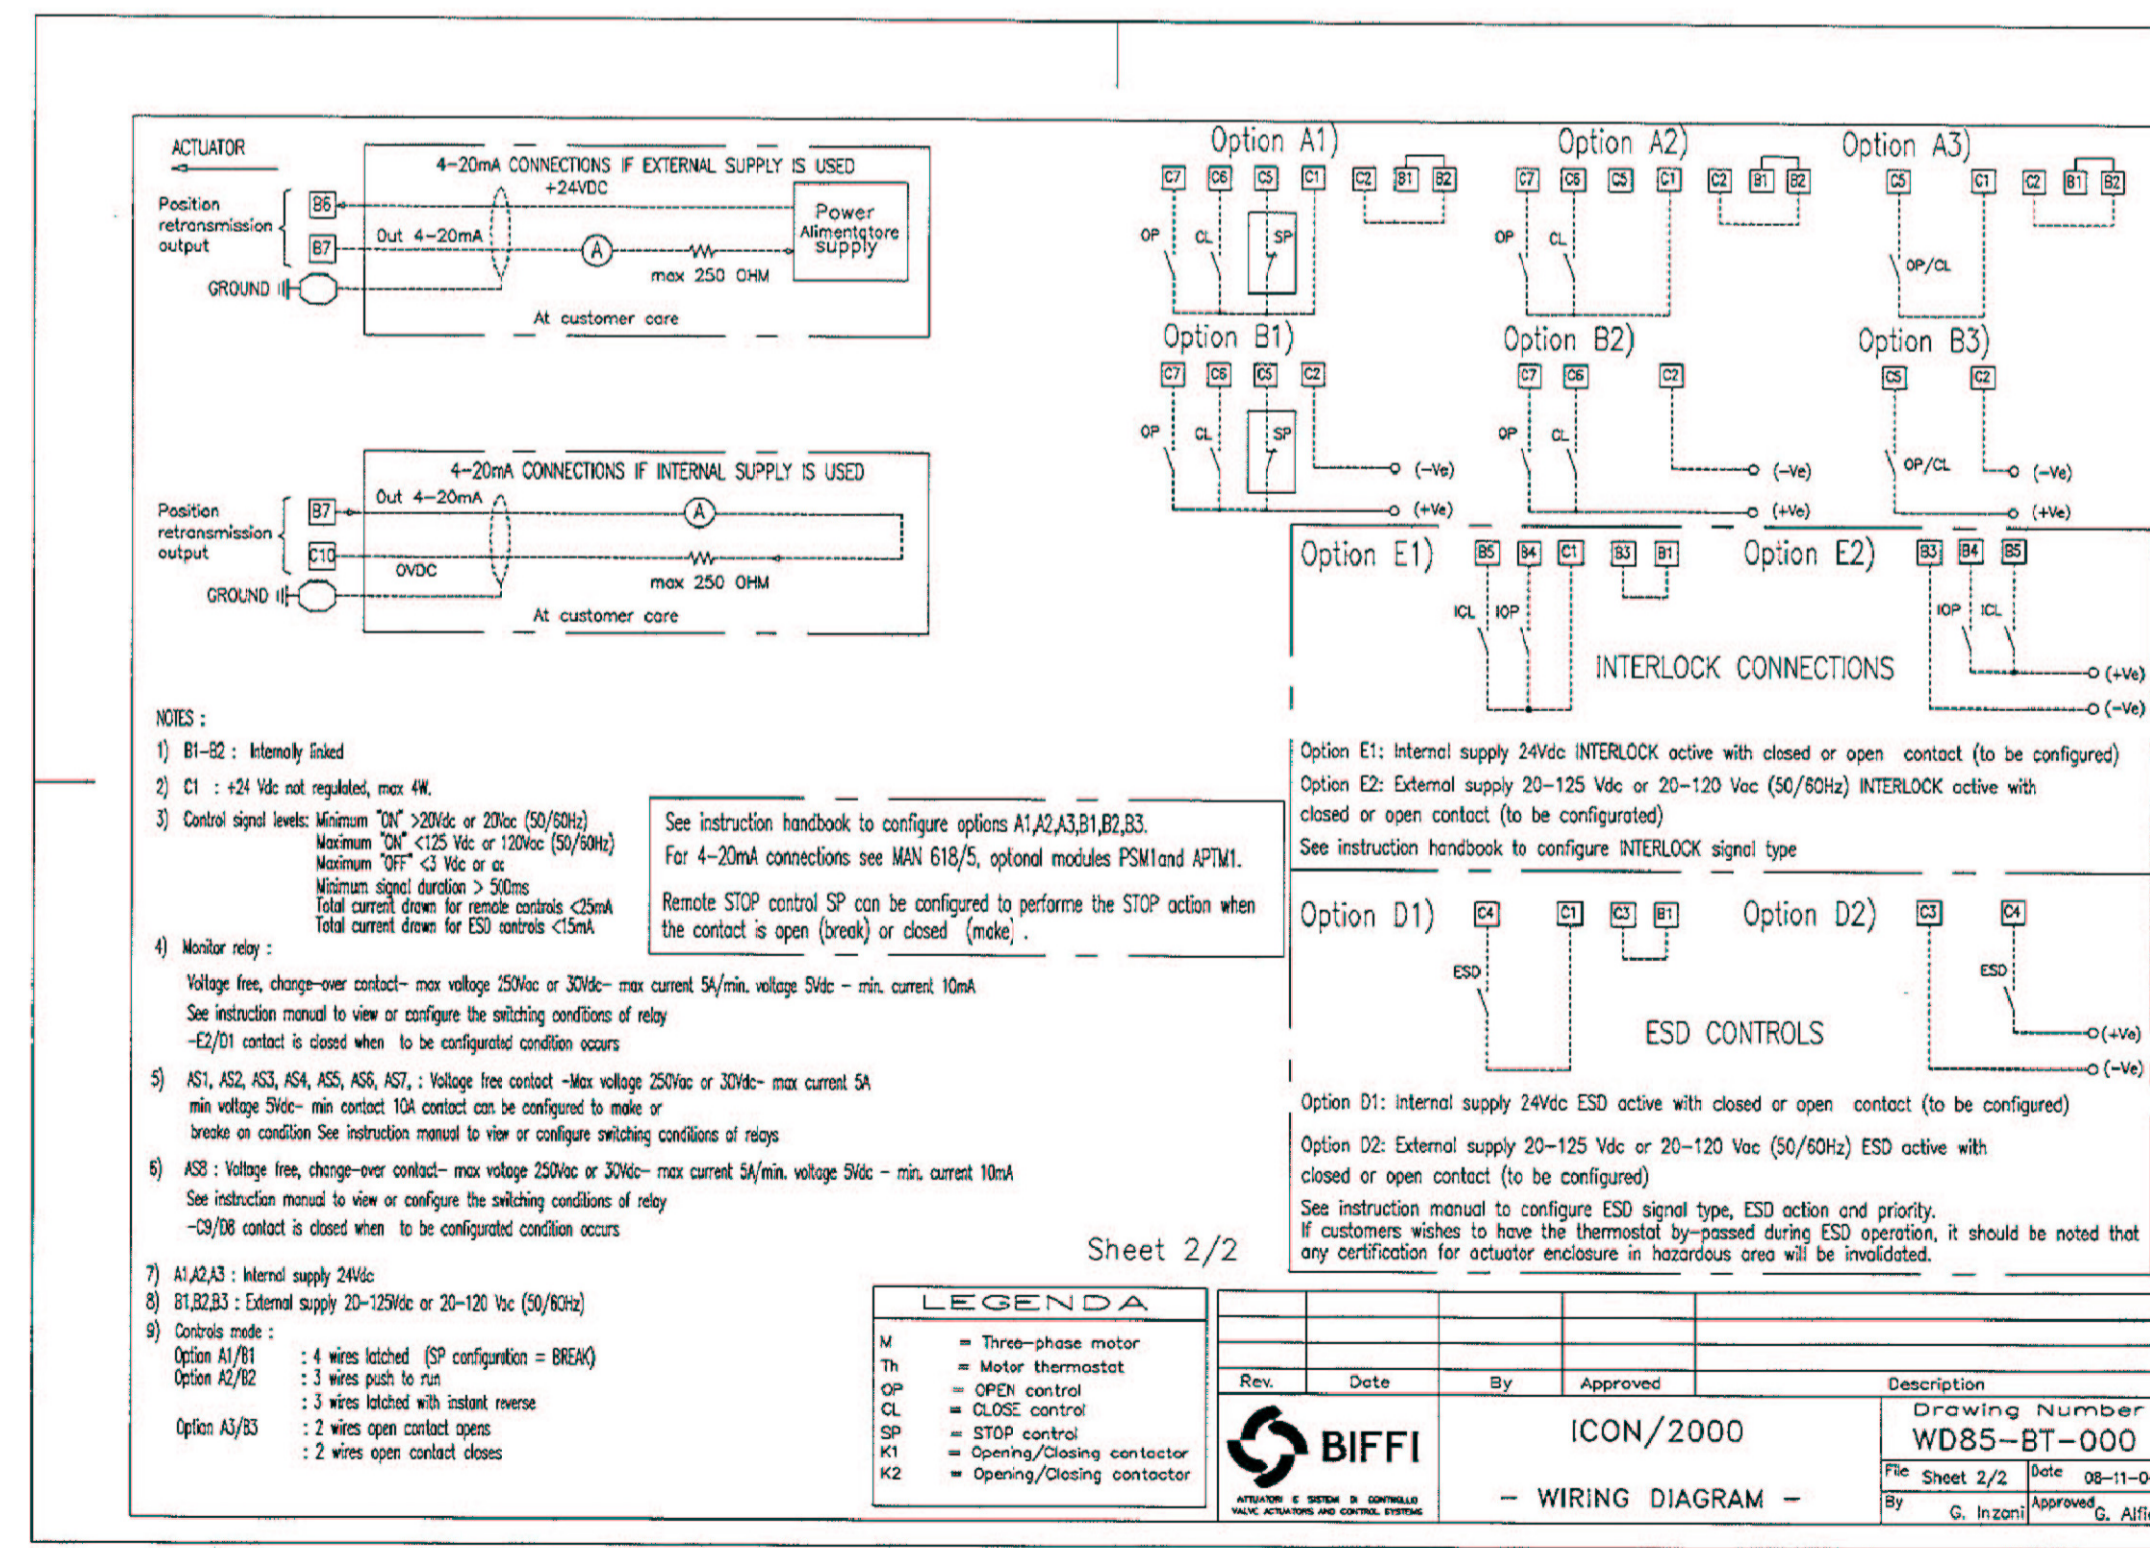 ACTUATOR
4-20mA CONNECTIONS IF EXTERNAL SUPPLY IS USED
+24VDC
Position
retransmission
output
B6
B7
Out 4-20mA
A
max 250 OHM
Power
Alimentatore
supply
GROUND
At customer care
4-20mA CONNECTIONS IF INTERNAL SUPPLY IS USED
Out 4-20mA
Position
retransmission
output
B7
C10
A
0VDC
max 250 OHM
GROUND
At customer care
Option A1)
C7 C6 C5 C1 C2 B1 B2
OP CL SP
Option A2)
C7 C6 C5 C1 C2 B1 B2
OP CL
Option A3)
C5 C1 C2 B1 B2
OP/CL
Option B1)
C7 C6 C5 C2
OP CL SP
(-Ve)
(+Ve)
Option B2)
C7 C6 C2
OP CL
(-Ve)
(+Ve)
Option B3)
C5 C2
OP/CL
(-Ve)
(+Ve)
Option E1)
B5 B4 C1 B3 B1
ICL IOP
Option E2)
B3 B4 B5
IOP ICL
(+Ve)
(-Ve)
INTERLOCK CONNECTIONS
Option E1: Internal supply 24Vdc INTERLOCK active with closed or open contact (to be configured)
Option E2: External supply 20-125 Vdc or 20-120 Vac (50/60Hz) INTERLOCK active with
closed or open contact (to be configurated)
See instruction handbook to configure INTERLOCK signal type
Option D1)
C4 C1 C3 B1
ESD
Option D2)
C3 C4
ESD
(+Ve)
(-Ve)
ESD CONTROLS
Option D1: Internal supply 24Vdc ESD active with closed or open contact (to be configured)
Option D2: External supply 20-125 Vdc or 20-120 Vac (50/60Hz) ESD active with
closed or open contact (to be configured)
See instruction manual to configure ESD signal type, ESD action and priority.
If customers wishes to have the thermostat by-passed during ESD operation, it should be noted that
any certification for actuator enclosure in hazardous area will be invalidated.
NOTES :
1) B1-B2 : Internally linked
2) C1 : +24 Vdc not regulated, max 4W.
3) Control signal levels: Minimum "ON" >20Vdc or 20Vac (50/60Hz)
Maximum "ON" <125 Vdc or 120Vac (50/60Hz)
Maximum "OFF" <3 Vdc or ac
Minimum signal duration > 500ms
Total current drawn for remote controls <25mA
Total current drawn for ESD controls <15mA
See instruction handbook to configure options A1,A2,A3,B1,B2,B3.
For 4-20mA connections see MAN 618/5, optional modules PSM1and APTM1.
Remote STOP control SP can be configured to performe the STOP action when
the contact is open (break) or closed (make) .
4) Monitor relay :
Voltage free, change-over contact- max voltage 250Vac or 30Vdc- max current 5A/min. voltage 5Vdc - min. current 10mA
See instruction manual to view or configure the switching conditions of relay
-E2/D1 contact is closed when to be configurated condition occurs
5) AS1, AS2, AS3, AS4, AS5, AS6, AS7, : Voltage free contact -Max voltage 250Vac or 30Vdc- max current 5A
min voltage 5Vdc- min contact 10A contact can be configured to make or
breake on condition See instruction manual to view or configure switching conditions of relays
6) AS8 : Voltage free, change-over contact- max votage 250Vac or 30Vdc- max current 5A/min. voltage 5Vdc - min. current 10mA
See instruction manual to view or configure the switching conditions of relay
-C9/D8 contact is closed when to be configurated condition occurs
7) A1,A2,A3 : Internal supply 24Vdc
8) B1,B2,B3 : External supply 20-125Vdc or 20-120 Vac (50/60Hz)
9) Controls mode :
Option A1/B1 : 4 wires latched (SP configuration = BREAK)
Option A2/B2 : 3 wires push to run
: 3 wires latched with instant reverse
Option A3/B3 : 2 wires open contact opens
: 2 wires open contact closes
Sheet 2/2
LEGENDA
M = Three-phase motor
Th = Motor thermostat
OP = OPEN control
CL = CLOSE control
SP = STOP control
K1 = Opening/Closing contactor
K2 = Opening/Closing contactor
Rev. Date By Approved Description
BIFFI
ATTUATORI E SISTEMI DI CONTROLLO
VALVE ACTUATORS AND CONTROL SYSTEMS
ICON/2000
- WIRING DIAGRAM -
Drawing Number
WD85-BT-000
File Sheet 2/2 Date 08-11-0
By G. Inzani Approved G. Alfi